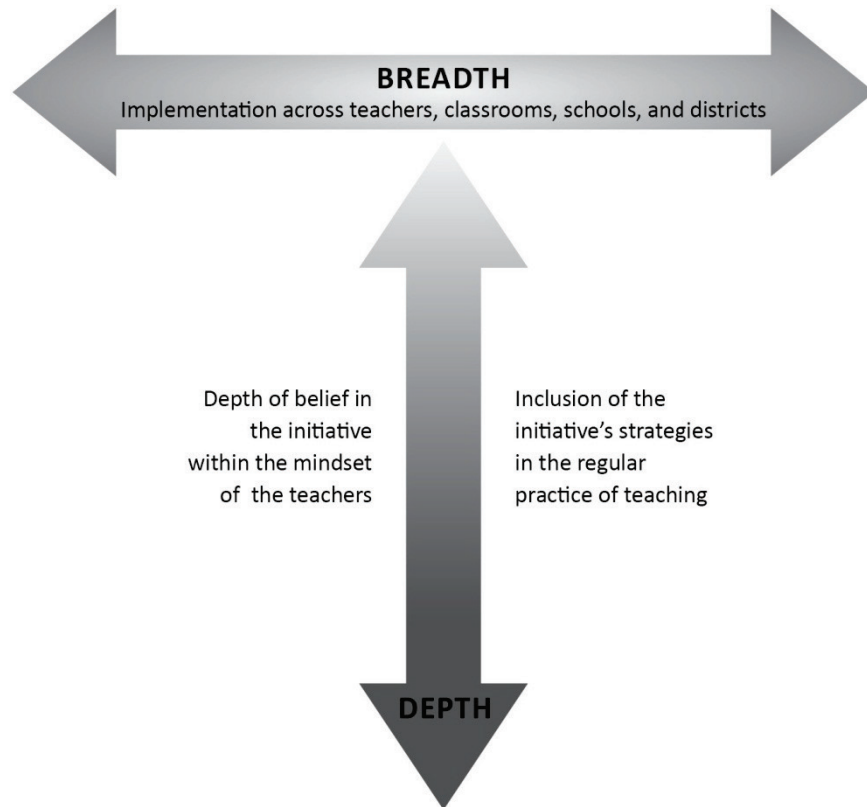 BREADTH
Implementation across teachers, classrooms, schools, and districts
Depth of belief in
the initiative
within the mindset
of the teachers
Inclusion of the
initiative’s strategies
in the regular
practice of teaching
DEPTH